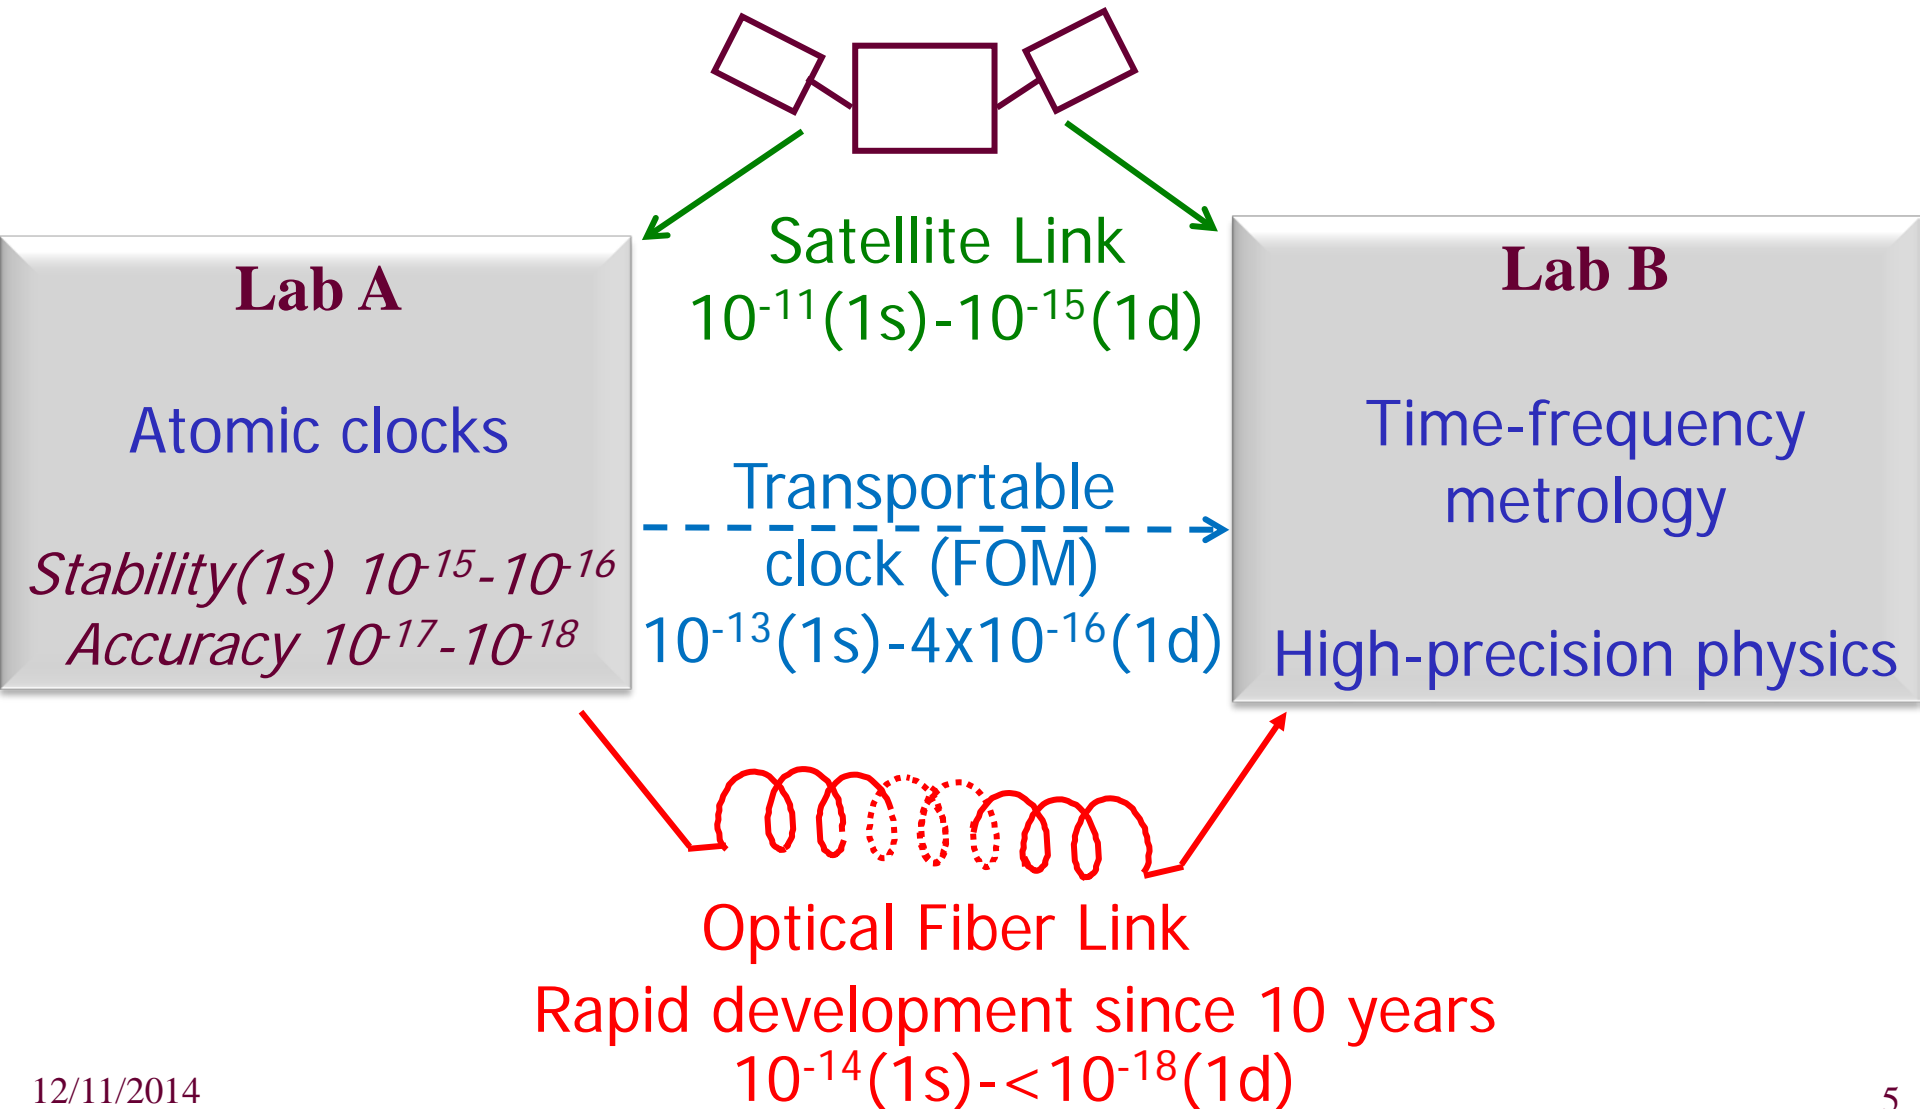 Satellite Link
10⁻¹¹(1s)-10⁻¹⁵(1d)
Lab A
Atomic clocks
Stability(1s) 10⁻¹⁵-10⁻¹⁶
Accuracy 10⁻¹⁷-10⁻¹⁸
Transportable
clock (FOM)
10⁻¹³(1s)-4x10⁻¹⁶(1d)
Lab B
Time-frequency
metrology
High-precision physics
Optical Fiber Link
Rapid development since 10 years
10⁻¹⁴(1s)-<10⁻¹⁸(1d)
12/11/2014
5